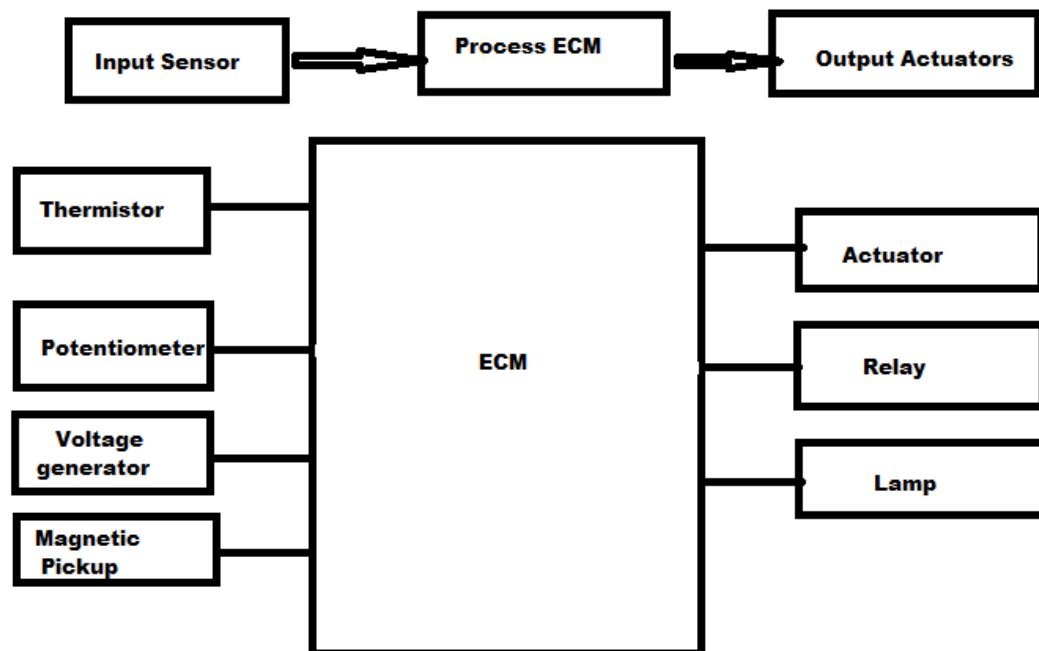 Input Sensor
Process ECM
Output Actuators
Thermistor
Potentiometer
Voltage
generator
Magnetic
Pickup
ECM
Actuator
Relay
Lamp